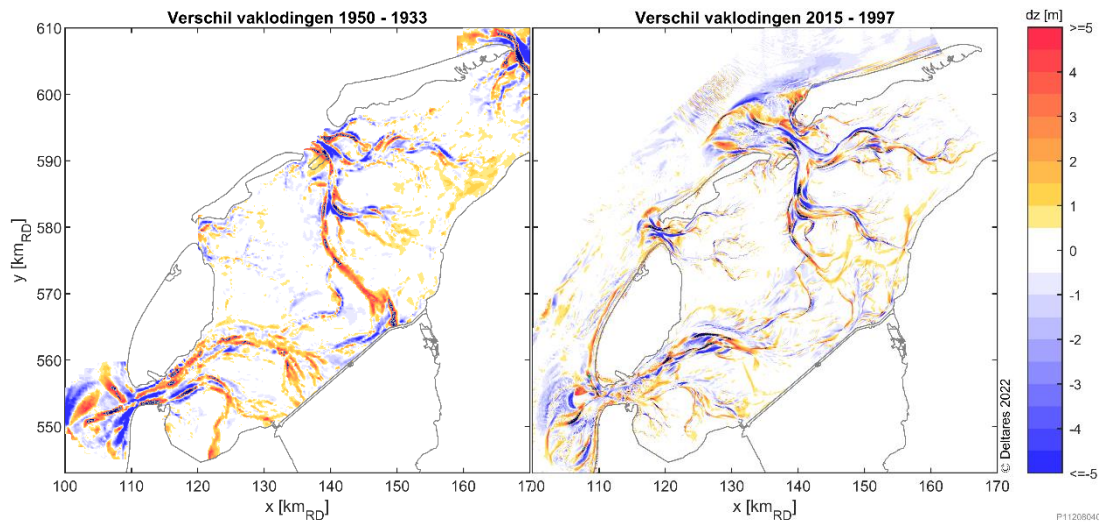 Verschil vaklodingen 1950 - 1933
Verschil vaklodingen 2015 - 1997
dz [m]
610
600
590
580
570
560
550
y [km_RD]
100 110 120 130 140 150 160 170
x [km_RD]
100 110 120 130 140 150 160 170
x [km_RD]
>=5
4
3
2
1
0
-1
-2
-3
-4
<=-5
© Deltares 2022
P11208040